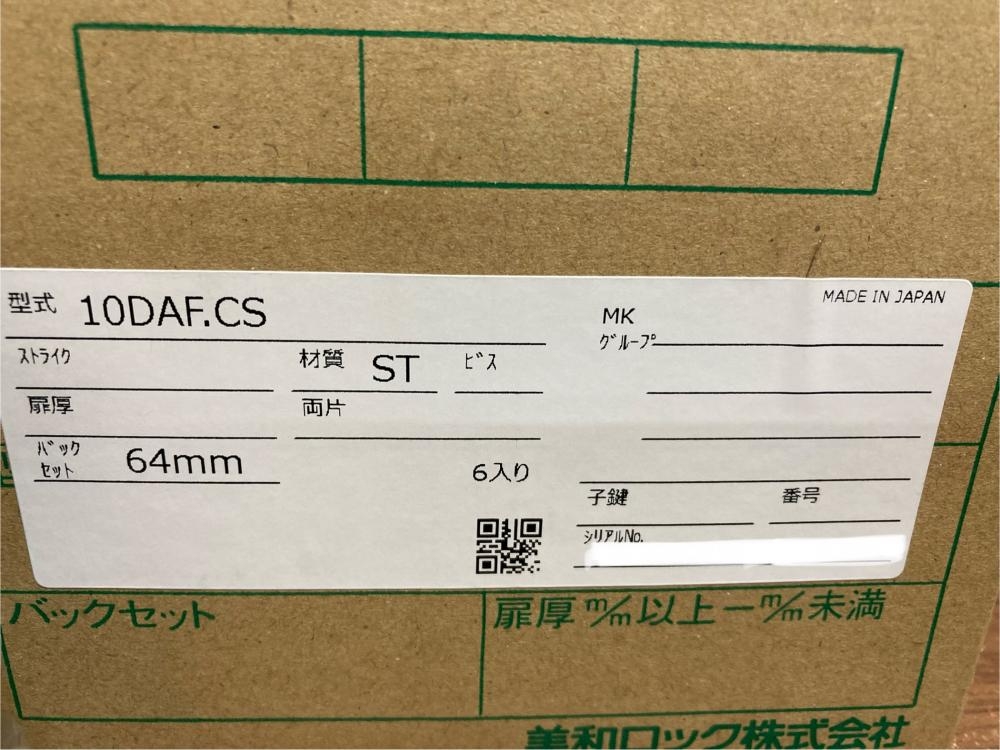 型式 10DAF.CS
MADE IN JAPAN
MK
グループ
ストライク
材質 ST
ビス
扉厚
両片
バック
セット 64mm
6入り
子鍵
番号
シリアルNo.
バックセット
扉厚 m/m以上ーm/m未満
美和ロック株式会社